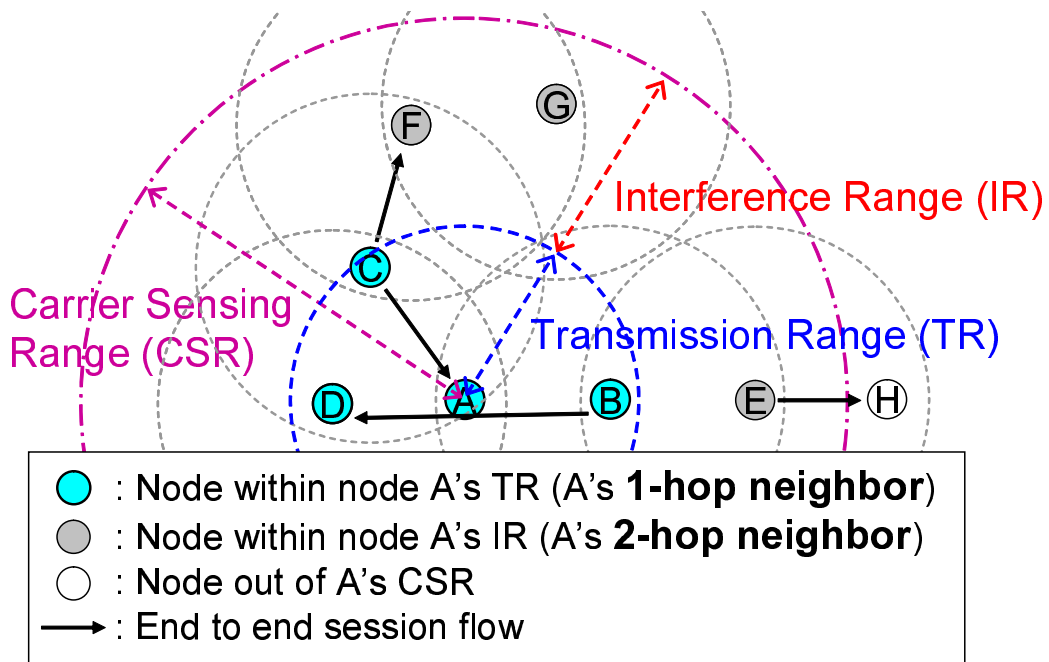 G
F
Interference Range (IR)
C
Carrier Sensing
Range (CSR)
Transmission Range (TR)
D
A
B
E
H
: Node within node A's TR (A's 1-hop neighbor)
: Node within node A's IR (A's 2-hop neighbor)
: Node out of A's CSR
: End to end session flow